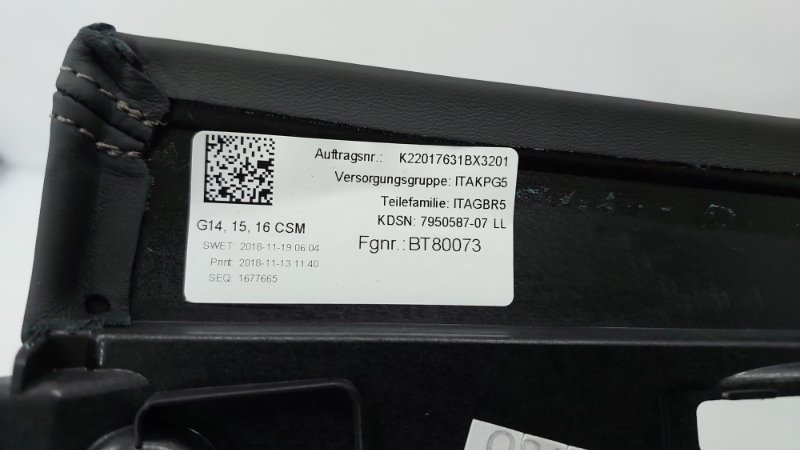 Auftragsnr.: K22017631BX3201
Versorgungsgruppe: ITAKPG5
Teilefamilie: ITAGBR5
KDSN: 7950587-07 LL
Fgnr.: BT80073
G14, 15, 16 CSM
SWET: 2018-11-19 06:04
Print: 2018-11-13 11:40
SEQ: 1677665